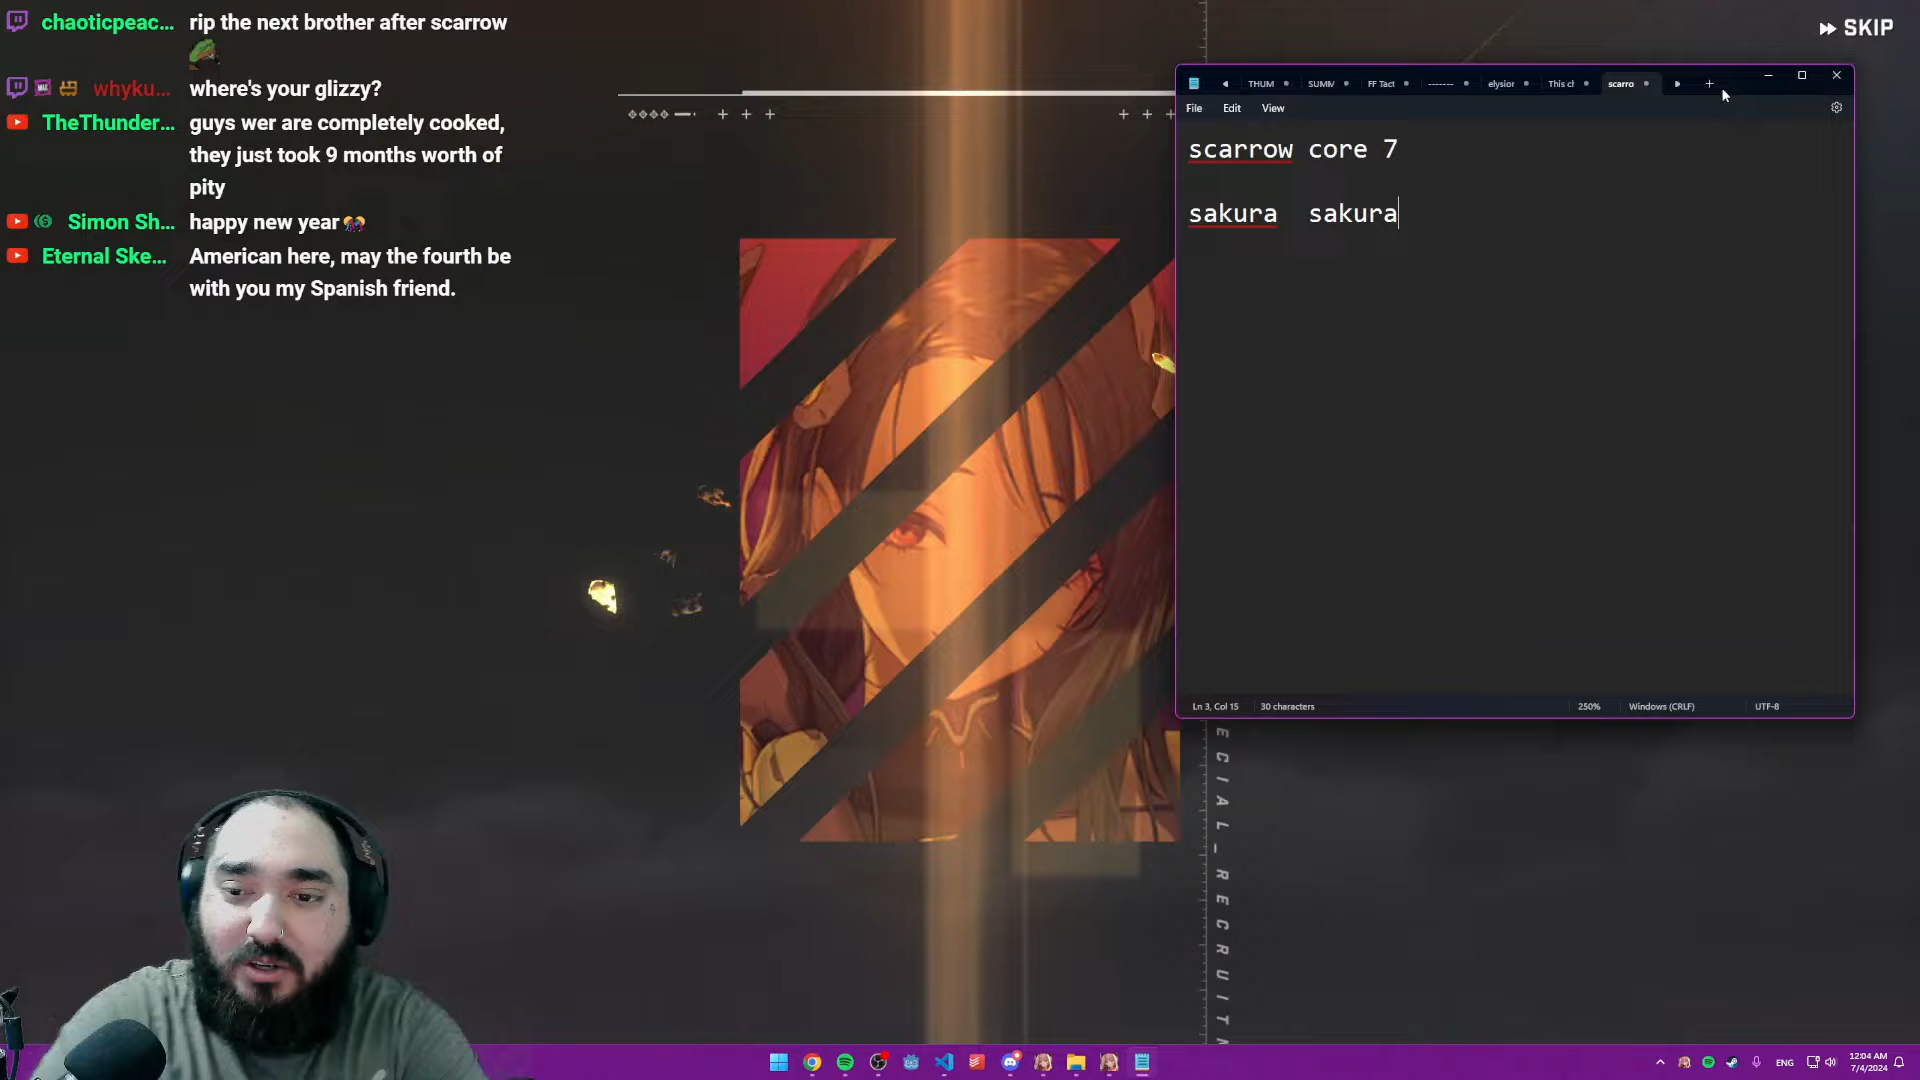 chaoticpeac... rip the next brother after scarrow
whyku... where's your glizzy?
TheThunder... guys wer are completely cooked,
they just took 9 months worth of
pity
Simon Sh... happy new year
Eternal Ske... American here, may the fourth be
with you my Spanish friend.
SKIP
THUM SUMM FF Tact ------- elysior This cl scarro
File Edit View
scarrow core 7
sakura sakura
Ln 3, Col 15 30 characters 250% Windows (CRLF) UTF-8
ECIAL_RECRUITM
ENG
12:04 AM
7/4/2024